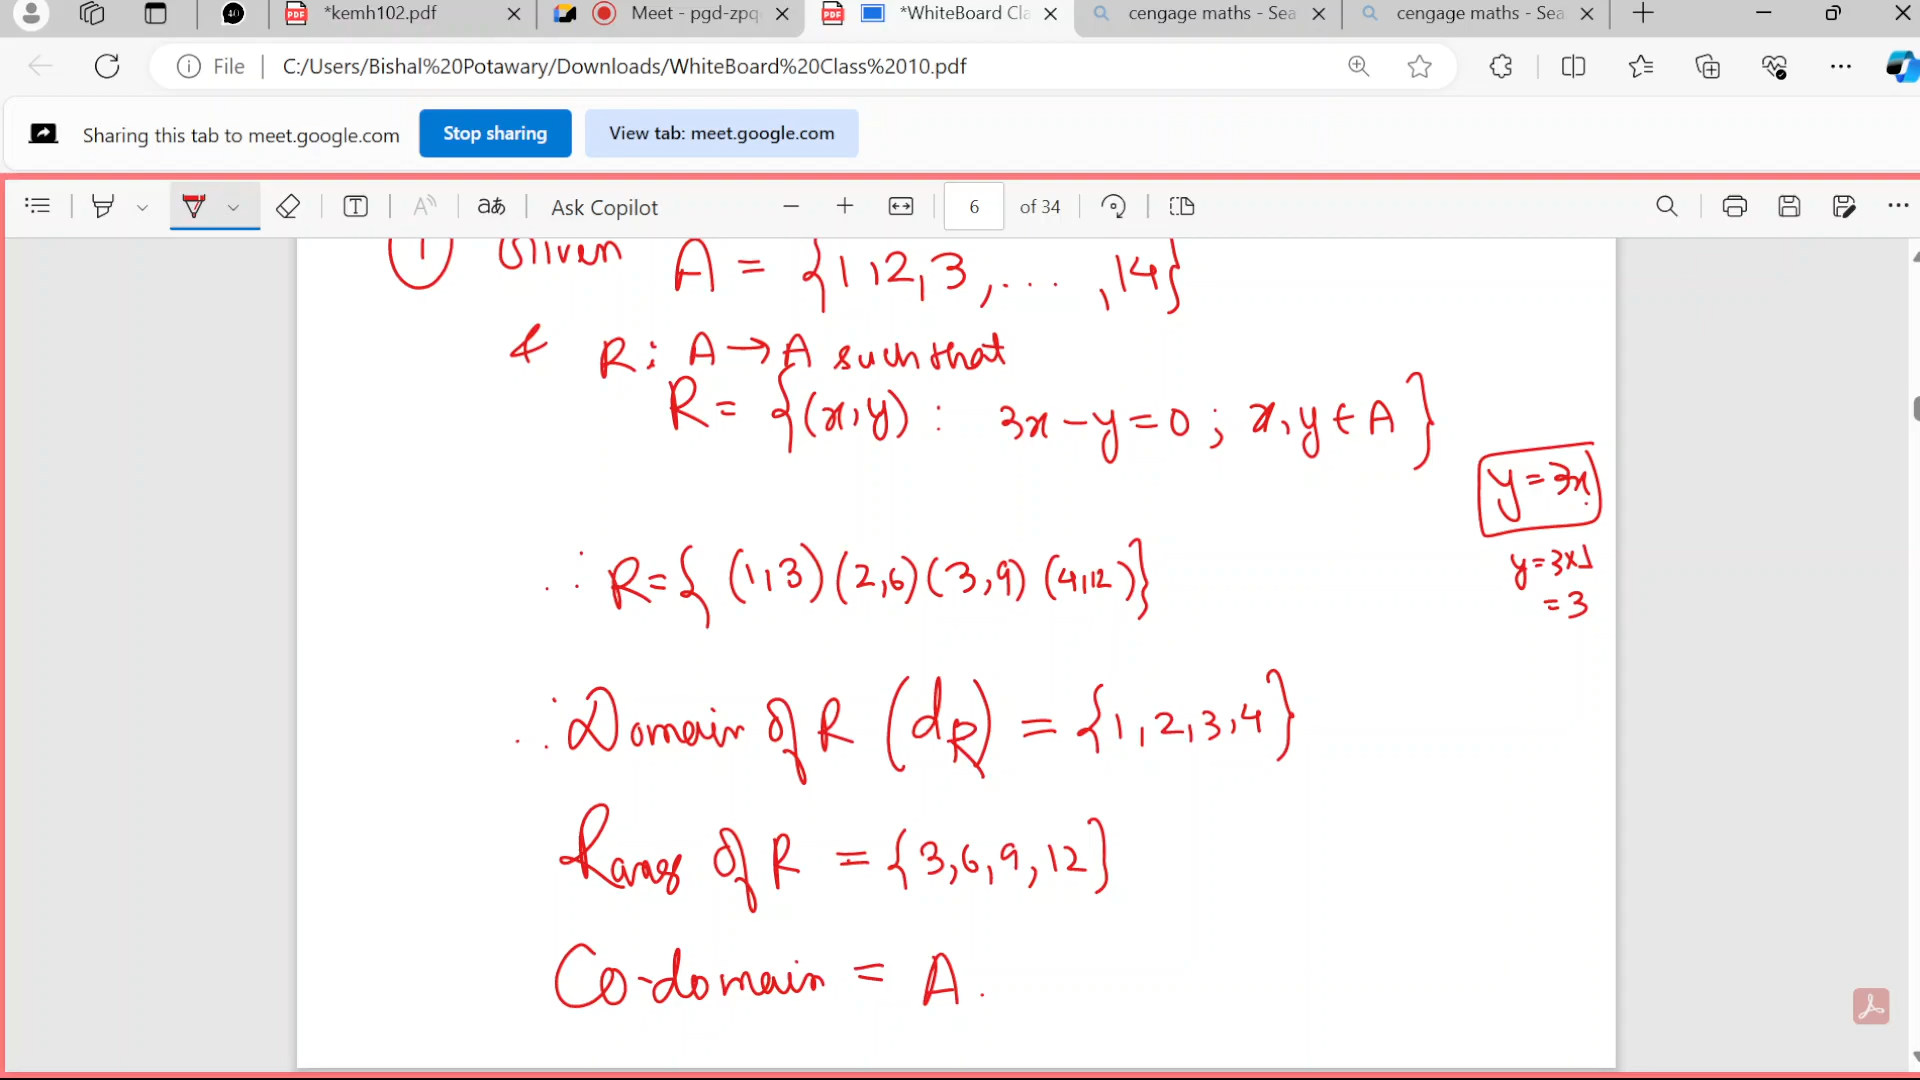 *kemh102.pdf
Meet - pgd-zpq
*WhiteBoard Cla
cengage maths - Sea
cengage maths - Sea
File
C:/Users/Bishal%20Potawary/Downloads/WhiteBoard%20Class%2010.pdf
Sharing this tab to meet.google.com
Stop sharing
View tab: meet.google.com
Ask Copilot
6 of 34
① Given A = {1,2,3,... ,14}
& R: A → A such that
R = {(x,y) : 3x - y = 0 ; x,y ∈ A}
y = 3x
y = 3x1
= 3
∴ R = { (1,3) (2,6) (3,9) (4,12) }
∴ Domain of R (dR) = {1,2,3,4}
Range of R = {3,6,9,12}
Co-domain = A.